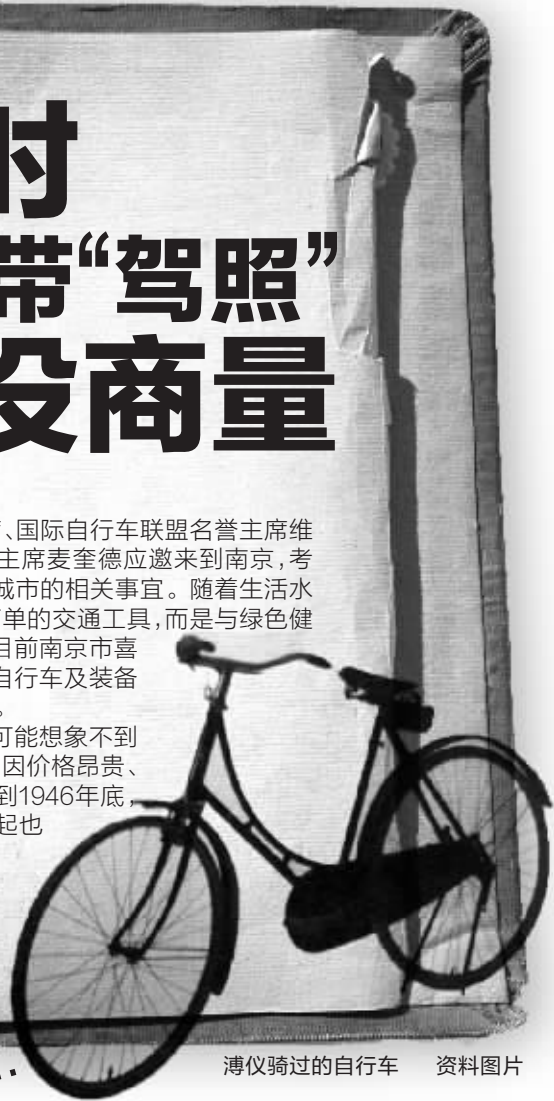 时
带“驾照”
没商量
、国际自行车联盟名誉主席维
主席麦奎德应邀来到南京,考
城市的相关事宜。随着生活水
单的交通工具,而是与绿色健
目前南京市喜
自行车及装备
。
可能想象不到
因价格昂贵、
到1946年底,
起也
溥仪骑过的自行车 资料图片